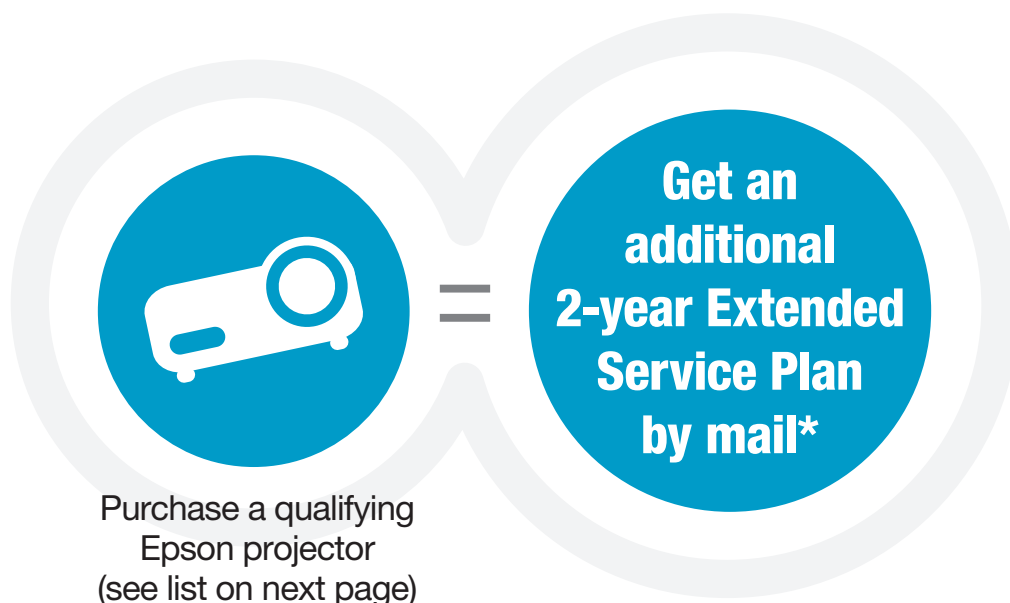 Purchase a qualifying
Epson projector
(see list on next page)
=
Get an
additional
2-year Extended
Service Plan
by mail*